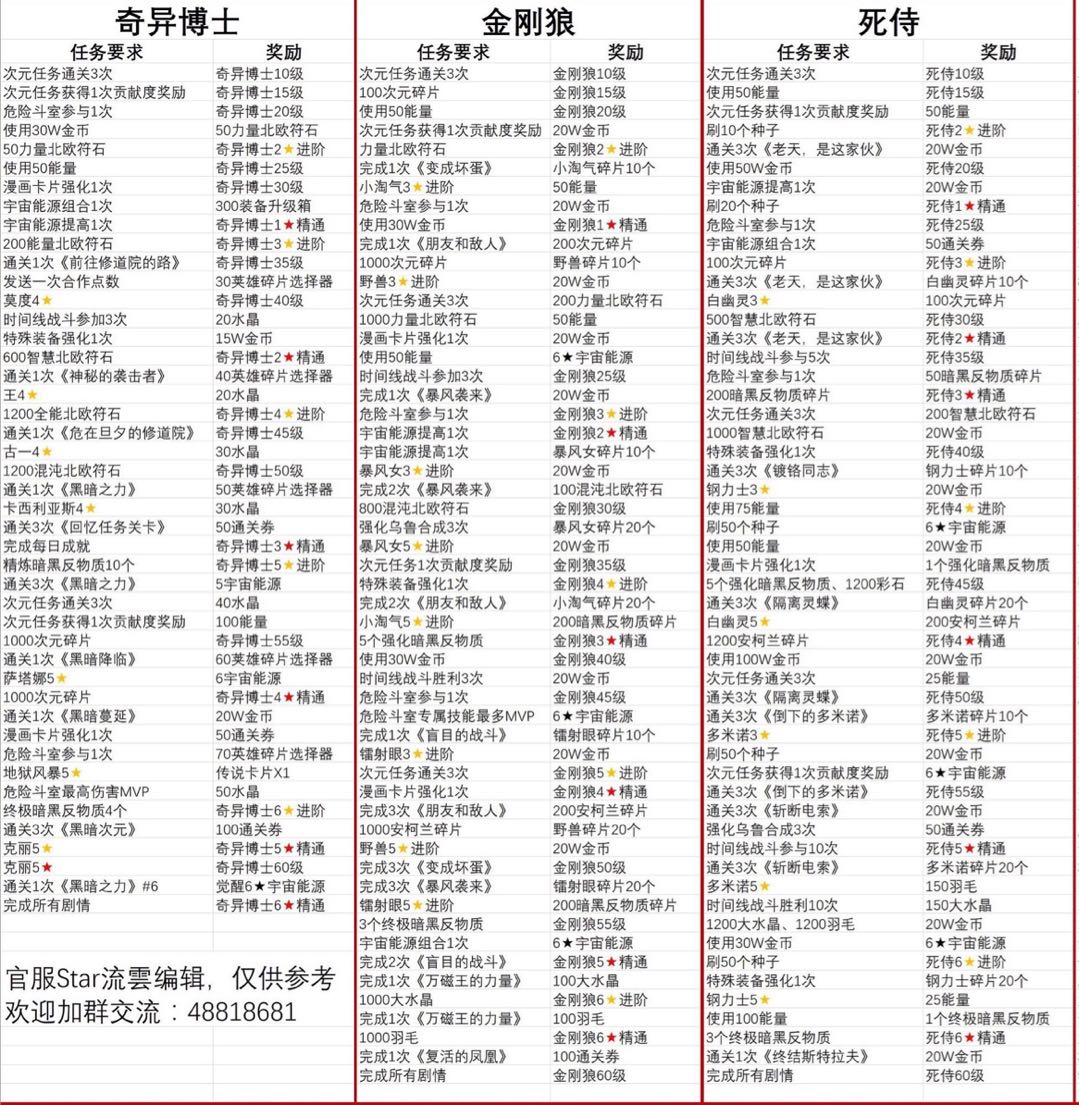 奇异博士
任务要求 奖励
次元任务通关3次 奇异博士10级
次元任务获得1次贡献度奖励 奇异博士15级
危险斗室参与1次 奇异博士20级
使用30W金币 50力量北欧符石
50力量北欧符石 奇异博士2★进阶
使用50能量 奇异博士25级
漫画卡片强化1次 奇异博士30级
宇宙能源组合1次 300装备升级箱
宇宙能源提高1次 奇异博士1★精通
200能量北欧符石 奇异博士3★进阶
通关1次《前往修道院的路》 奇异博士35级
发送一次合作点数 30英雄碎片选择器
莫度4★ 奇异博士40级
时间线战斗参加3次 20水晶
特殊装备强化1次 15W金币
600智慧北欧符石 奇异博士2★精通
通关1次《神秘的袭击者》 40英雄碎片选择器
王4★ 20水晶
1200全能北欧符石 奇异博士4★进阶
通关1次《危在旦夕的修道院》 奇异博士45级
古一4★ 30水晶
1200混沌北欧符石 奇异博士50级
通关1次《黑暗之力》 50英雄碎片选择器
卡西利亚斯4★ 30水晶
通关3次《回忆任务关卡》 50通关券
完成每日成就 奇异博士3★精通
精炼暗黑反物质10个 奇异博士5★进阶
通关3次《黑暗之力》 5宇宙能源
次元任务通关3次 40水晶
次元任务获得1次贡献度奖励 100能量
1000次元碎片 奇异博士55级
通关1次《黑暗降临》 60英雄碎片选择器
萨塔娜5★ 6宇宙能源
1000次元碎片 奇异博士4★精通
通关1次《黑暗蔓延》 20W金币
漫画卡片强化1次 50通关券
危险斗室参与1次 70英雄碎片选择器
地狱风暴5★ 传说卡片X1
危险斗室最高伤害MVP 50水晶
终极暗黑反物质4个 奇异博士6★进阶
通关3次《黑暗次元》 100通关券
克丽5★ 奇异博士5★精通
克丽5★ 奇异博士60级
通关1次《黑暗之力》#6 觉醒6★宇宙能源
完成所有剧情 奇异博士6★精通
官服Star流雲编辑，仅供参考
欢迎加群交流：48818681
金刚狼
任务要求 奖励
次元任务通关3次 金刚狼10级
100次元碎片 金刚狼15级
使用50能量 金刚狼20级
次元任务获得1次贡献度奖励 20W金币
力量北欧符石 金刚狼2★进阶
完成1次《变成坏蛋》 小淘气碎片10个
小淘气3★进阶 50能量
危险斗室参与1次 20W金币
使用30W金币 金刚狼1★精通
完成1次《朋友和敌人》 200次元碎片
1000次元碎片 野兽碎片10个
野兽3★进阶 20W金币
次元任务通关3次 200力量北欧符石
1000力量北欧符石 50能量
漫画卡片强化1次 20W金币
使用50能量 6★宇宙能源
时间线战斗参加3次 金刚狼25级
完成1次《暴风袭来》 20W金币
危险斗室参与1次 金刚狼3★进阶
宇宙能源提高1次 金刚狼2★精通
宇宙能源提高1次 暴风女碎片10个
暴风女3★进阶 20W金币
完成2次《暴风袭来》 100混沌北欧符石
800混沌北欧符石 金刚狼30级
强化乌鲁合成3次 暴风女碎片20个
暴风女5★进阶 20W金币
次元任务1次贡献度奖励 金刚狼35级
特殊装备强化1次 金刚狼4★进阶
完成2次《朋友和敌人》 小淘气碎片20个
小淘气5★进阶 200暗黑反物质碎片
5个强化暗黑反物质 金刚狼3★精通
使用30W金币 金刚狼40级
时间线战斗胜利3次 20W金币
危险斗室参与1次 金刚狼45级
危险斗室专属技能最多MVP 6★宇宙能源
完成1次《盲目的战斗》 镭射眼碎片10个
镭射眼3★进阶 20W金币
次元任务通关3次 金刚狼5★进阶
漫画卡片强化1次 金刚狼4★精通
完成3次《朋友和敌人》 200安柯兰碎片
1000安柯兰碎片 野兽碎片20个
野兽5★进阶 20W金币
完成3次《变成坏蛋》 金刚狼50级
完成3次《暴风袭来》 镭射眼碎片20个
镭射眼5★进阶 200暗黑反物质碎片
3个终极暗黑反物质 金刚狼55级
宇宙能源组合1次 6★宇宙能源
完成2次《盲目的战斗》 金刚狼5★精通
完成1次《万磁王的力量》 100大水晶
1000大水晶 金刚狼6★进阶
完成1次《万磁王的力量》 100羽毛
1000羽毛 金刚狼6★精通
完成1次《复活的凤凰》 100通关券
完成所有剧情 金刚狼60级
死侍
任务要求 奖励
次元任务通关3次 死侍10级
使用50能量 死侍15级
次元任务获得1次贡献度奖励 50能量
刷10个种子 死侍2★进阶
通关3次《老天，是这家伙》 20W金币
使用50W金币 死侍20级
宇宙能源提高1次 20W金币
刷20个种子 死侍1★精通
危险斗室参与1次 死侍25级
宇宙能源组合1次 50通关券
100次元碎片 死侍3★进阶
通关3次《老天，是这家伙》 白幽灵碎片10个
白幽灵3★ 100次元碎片
500智慧北欧符石 死侍30级
通关3次《老天，是这家伙》 死侍2★精通
时间线战斗参与5次 死侍35级
危险斗室参与1次 50暗黑反物质碎片
200暗黑反物质碎片 死侍3★精通
次元任务通关3次 200智慧北欧符石
1000智慧北欧符石 20W金币
特殊装备强化1次 死侍40级
通关3次《镀铬同志》 钢力士碎片10个
钢力士3★ 20W金币
使用75能量 死侍4★进阶
刷50个种子 6★宇宙能源
使用50能量 20W金币
漫画卡片强化1次 1个强化暗黑反物质
5个强化暗黑反物质、1200彩石 死侍45级
通关3次《隔离灵蝶》 白幽灵碎片20个
白幽灵5★ 200安柯兰碎片
1200安柯兰碎片 死侍4★精通
使用100W金币 20W金币
次元任务通关3次 25能量
通关3次《隔离灵蝶》 死侍50级
通关3次《倒下的多米诺》 多米诺碎片10个
多米诺3★ 死侍5★进阶
刷50个种子 20W金币
次元任务获得1次贡献度奖励 6★宇宙能源
通关3次《倒下的多米诺》 死侍55级
通关3次《斩断电索》 20W金币
强化乌鲁合成3次 50通关券
时间线战斗参与10次 死侍5★精通
通关3次《斩断电索》 多米诺碎片20个
多米诺5★ 150羽毛
时间线战斗胜利10次 150大水晶
1200大水晶、1200羽毛 20W金币
使用30W金币 6★宇宙能源
刷50个种子 死侍6★进阶
特殊装备强化1次 钢力士碎片20个
钢力士5★ 25能量
使用100能量 1个终极暗黑反物质
3个终极暗黑反物质 死侍6★精通
通关1次《终结斯特拉夫》 20W金币
完成所有剧情 死侍60级